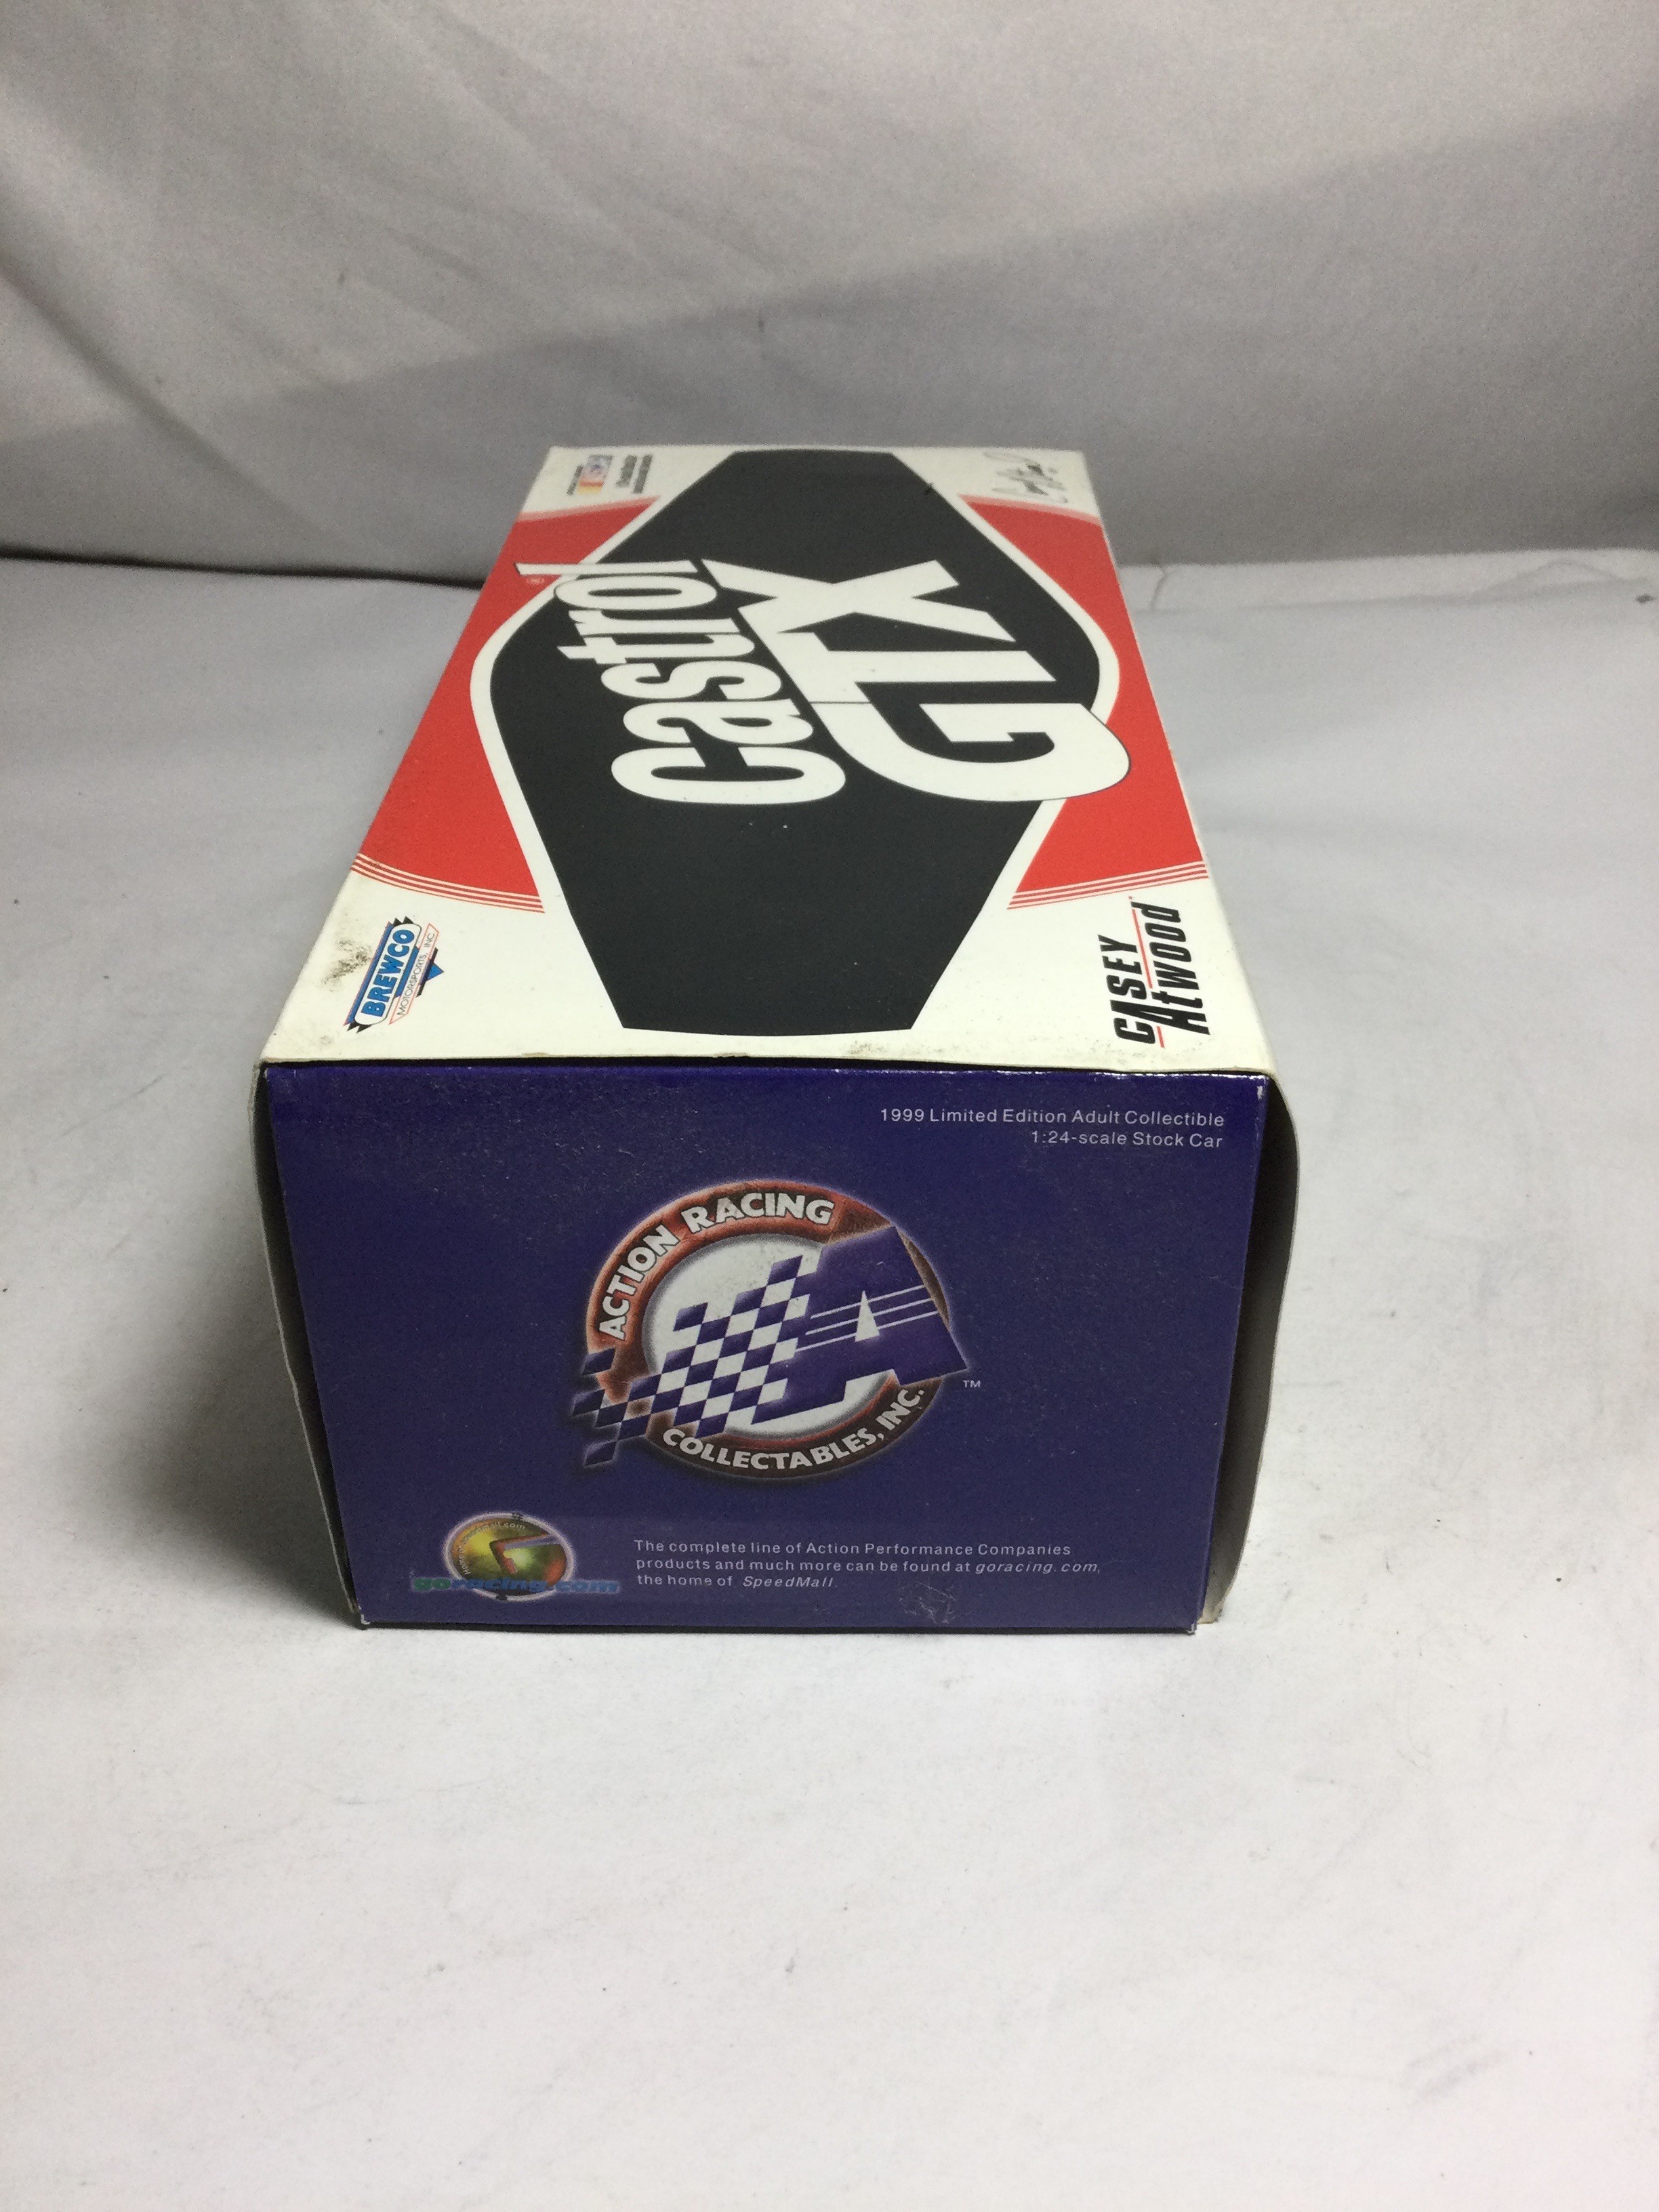 Castrol®
GTX
BREWCO
MOTORSPORTS, INC.
CASEY
Atwood
1999 Limited Edition Adult Collectible
1:24-scale Stock Car
ACTION RACING
COLLECTABLES, INC.
TM
goracing.com
The complete line of Action Performance Companies
products and much more can be found at goracing.com,
the home of SpeedMall.